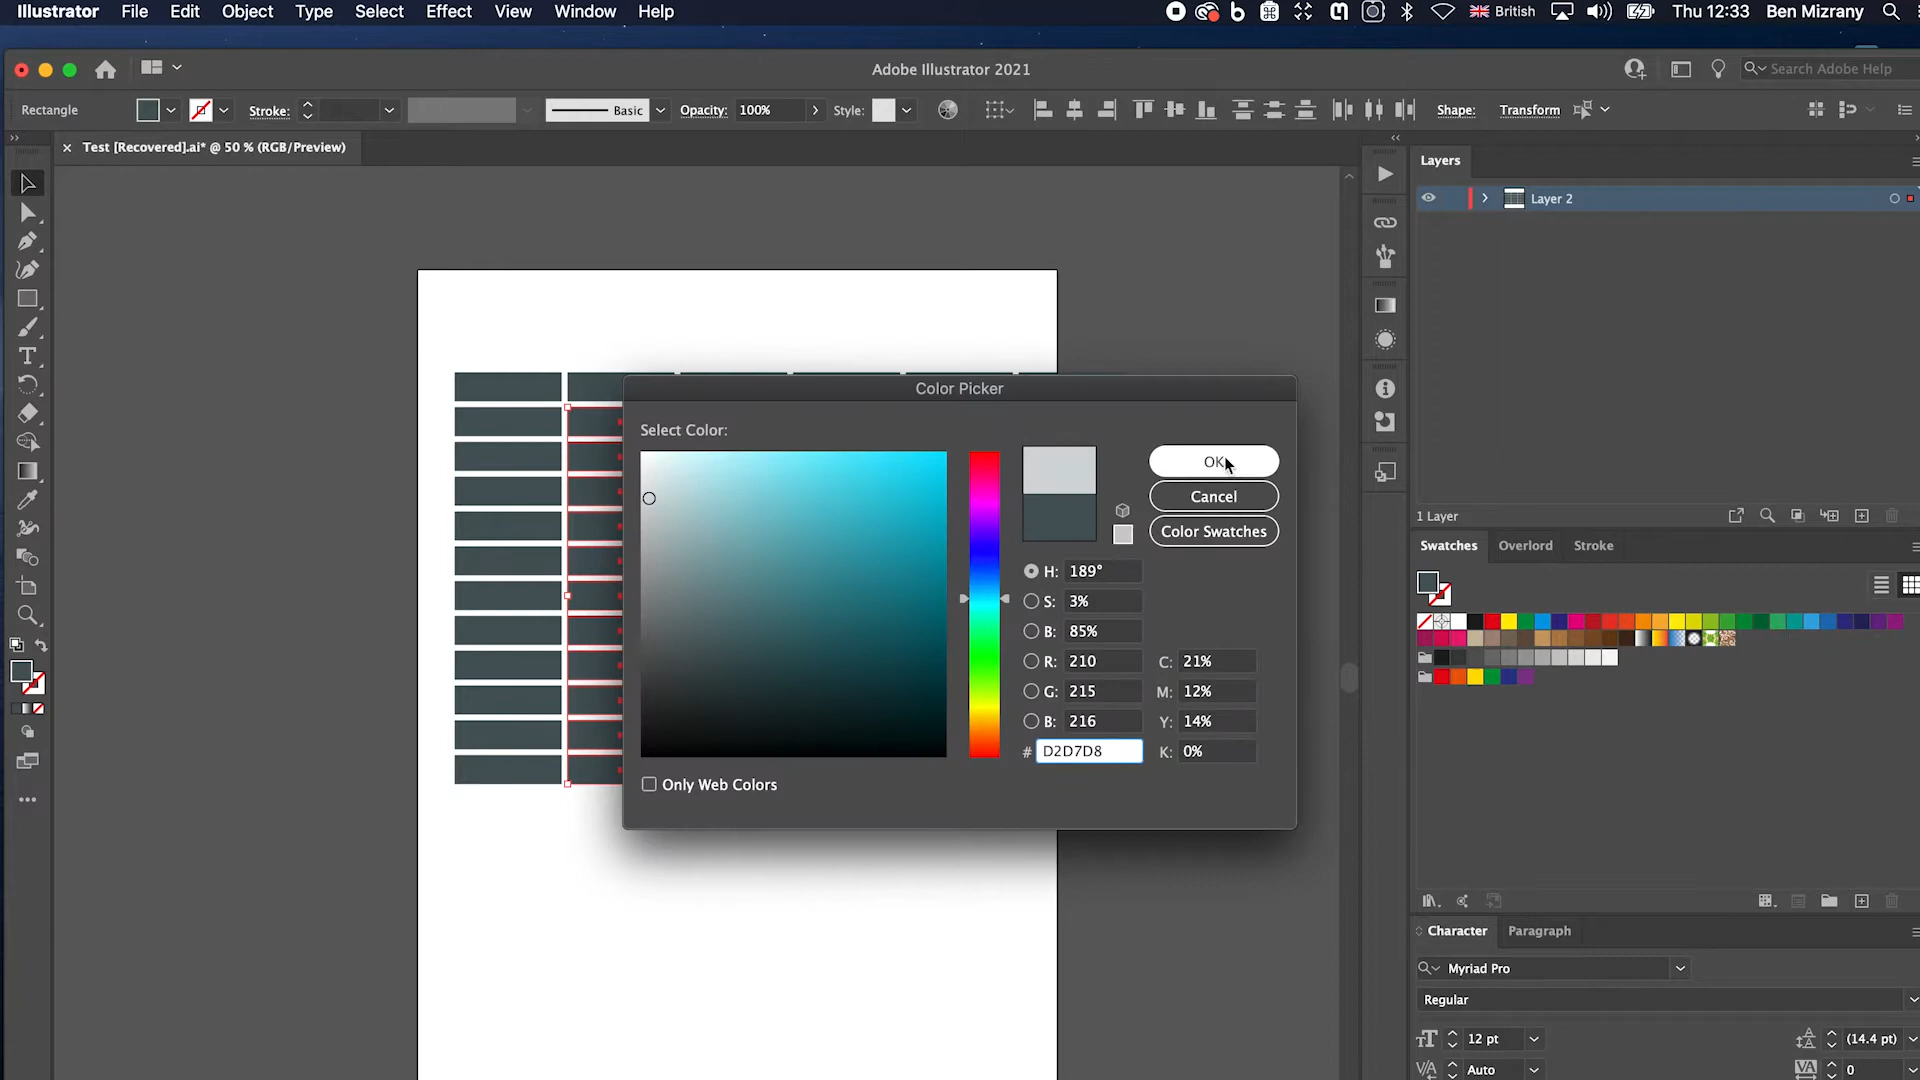 Illustrator File Edit Object Type Select Effect View Window Help British Thu 12:33 Ben Mizrany
Adobe Illustrator 2021 Search Adobe Help
Rectangle Stroke: Basic Opacity: 100% Style: Shape: Transform
Test [Recovered].ai* @ 50 % (RGB/Preview)
Layers
Layer 2
1 Layer
Color Picker
Select Color:
OK
Cancel
Color Swatches
H: 189°
S: 3%
B: 85%
R: 210 C: 21%
G: 215 M: 12%
B: 216 Y: 14%
# D2D7D8 K: 0%
Only Web Colors
Swatches Overlord Stroke
Character Paragraph
Myriad Pro
Regular
12 pt (14.4 pt)
Auto 0